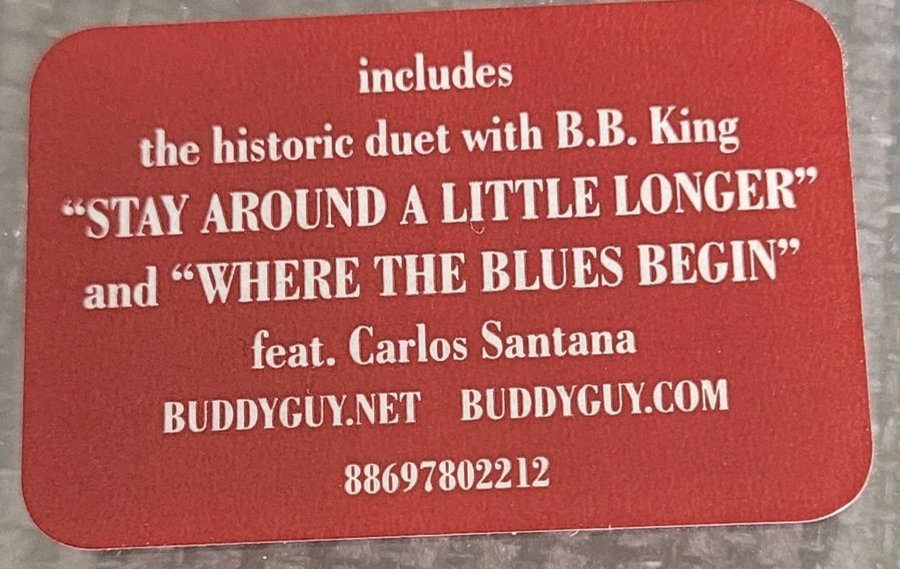 includes
the historic duet with B.B. King
“STAY AROUND A LITTLE LONGER”
and “WHERE THE BLUES BEGIN”
feat. Carlos Santana
BUDDYGUY.NET BUDDYGUY.COM
88697802212